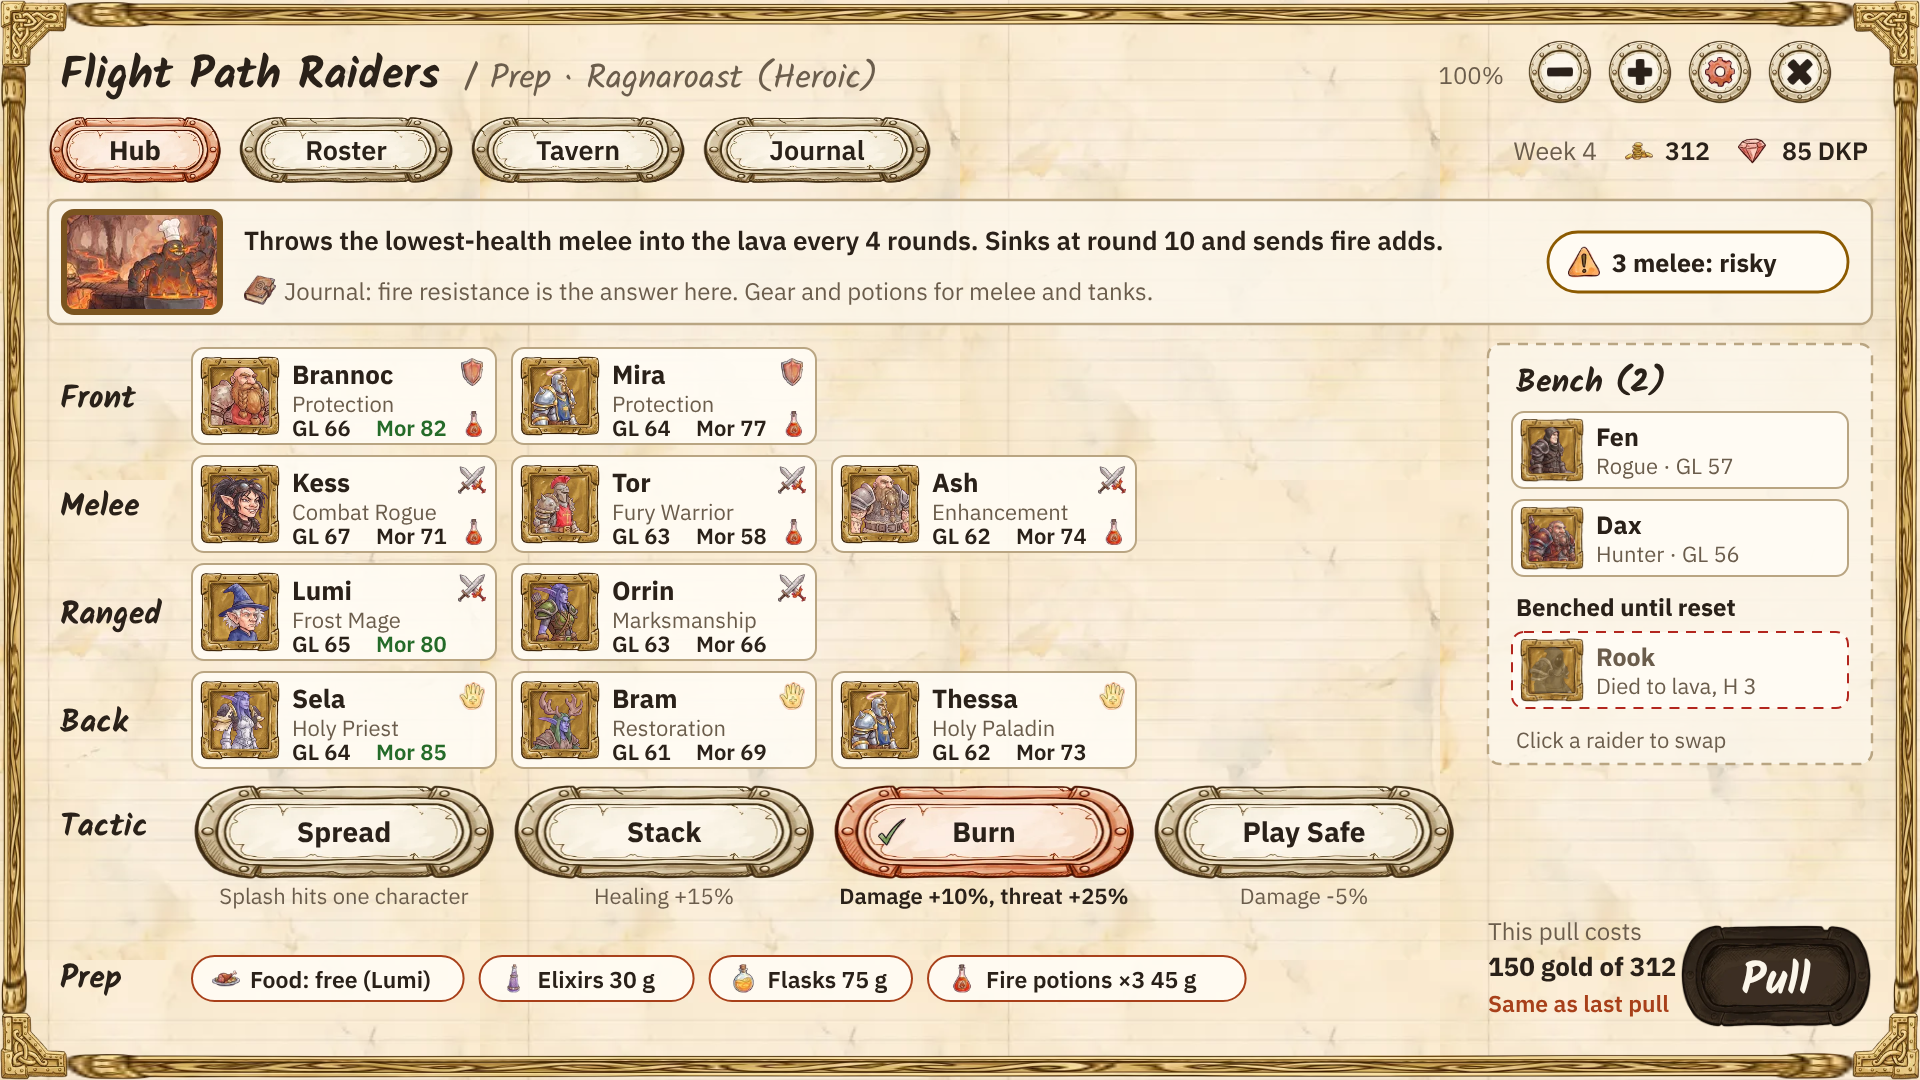 Flight Path Raiders / Prep · Ragnaroast (Heroic)
100%
Hub Roster Tavern Journal
Week 4 312 85 DKP
Throws the lowest-health melee into the lava every 4 rounds. Sinks at round 10 and sends fire adds.
Journal: fire resistance is the answer here. Gear and potions for melee and tanks.
3 melee: risky
Front
Brannoc
Protection
GL 66 Mor 82
Mira
Protection
GL 64 Mor 77
Melee
Kess
Combat Rogue
GL 67 Mor 71
Tor
Fury Warrior
GL 63 Mor 58
Ash
Enhancement
GL 62 Mor 74
Ranged
Lumi
Frost Mage
GL 65 Mor 80
Orrin
Marksmanship
GL 63 Mor 66
Back
Sela
Holy Priest
GL 64 Mor 85
Bram
Restoration
GL 61 Mor 69
Thessa
Holy Paladin
GL 62 Mor 73
Bench (2)
Fen
Rogue · GL 57
Dax
Hunter · GL 56
Benched until reset
Rook
Died to lava, H 3
Click a raider to swap
Tactic
Spread
Splash hits one character
Stack
Healing +15%
Burn
Damage +10%, threat +25%
Play Safe
Damage -5%
Prep
Food: free (Lumi)
Elixirs 30 g
Flasks 75 g
Fire potions ×3 45 g
This pull costs
150 gold of 312
Same as last pull
Pull